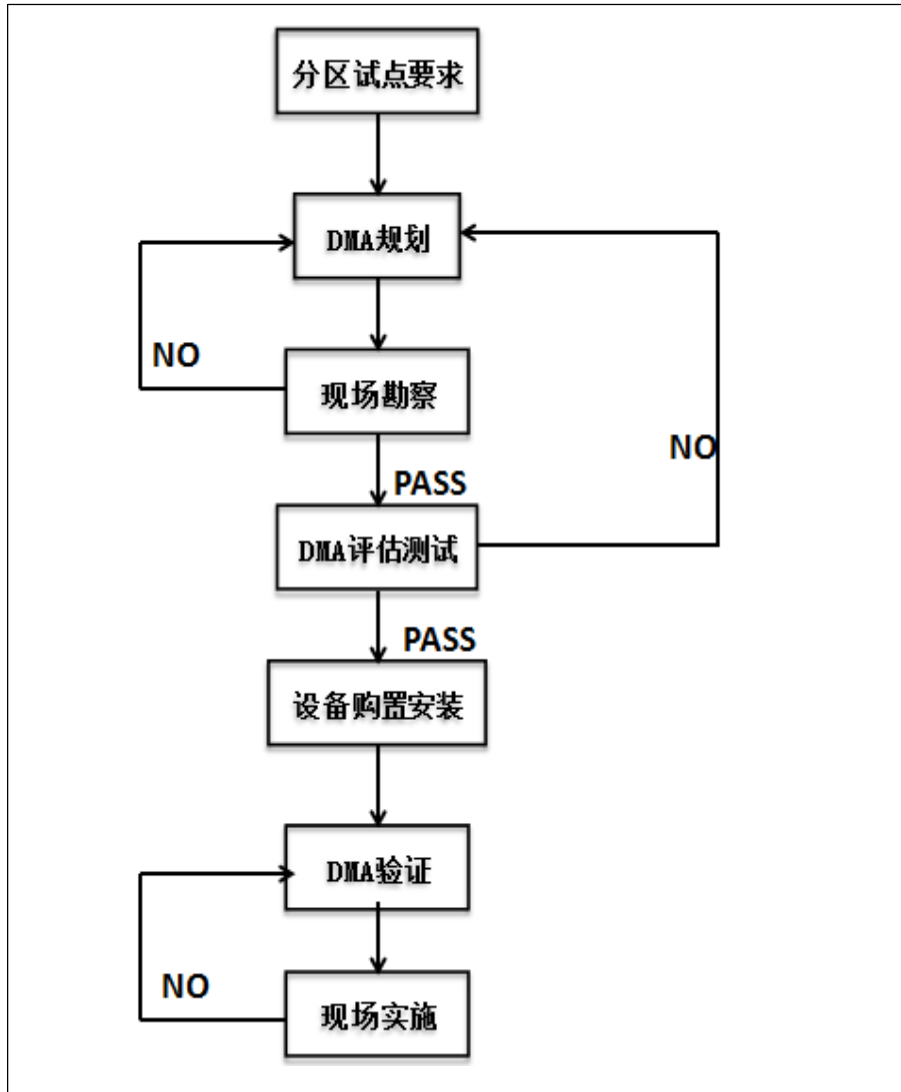 分区试点要求
DMA规划
NO
现场勘察
NO
PASS
DMA评估测试
PASS
设备购置安装
DMA验证
NO
现场实施